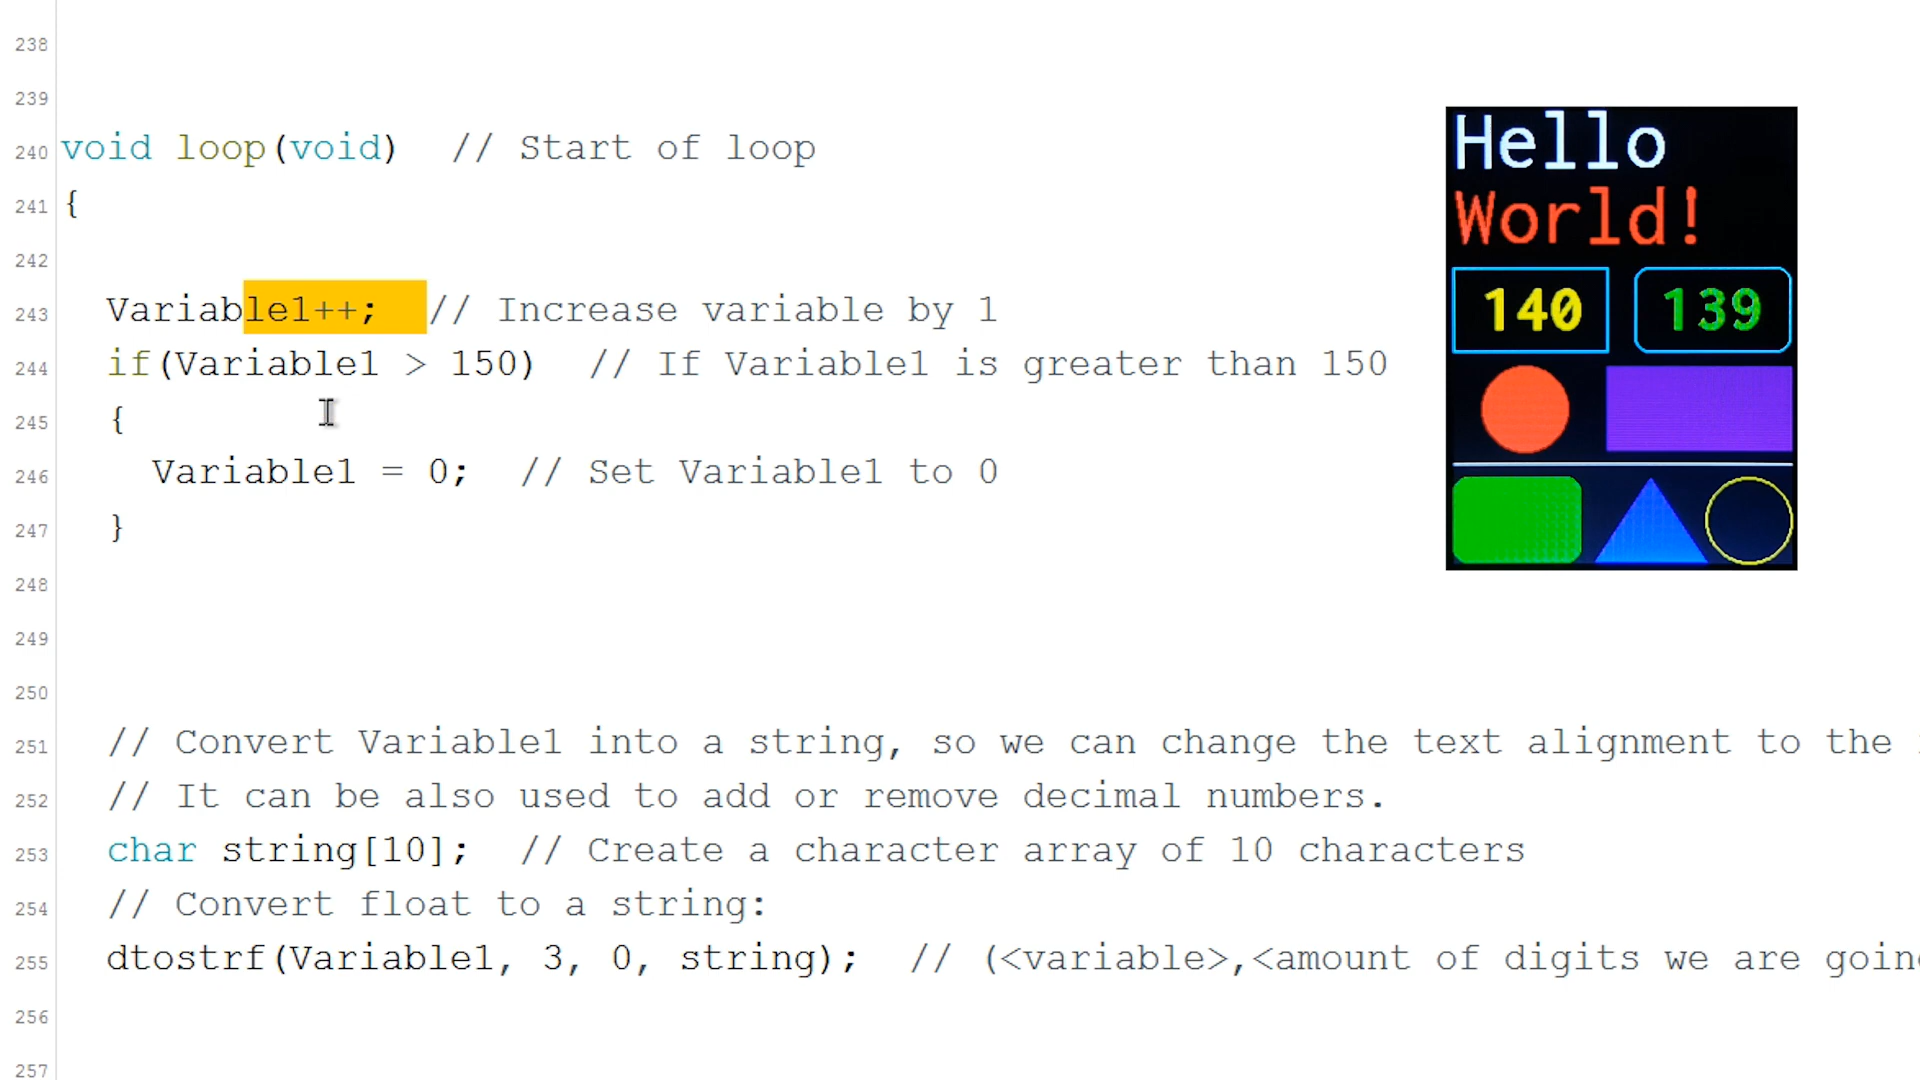 238
239
240 void loop(void)  // Start of loop
241 {
242
243 Variable1++;  // Increase variable by 1
244 if(Variable1 > 150)  // If Variable1 is greater than 150
245 {
246 Variable1 = 0;  // Set Variable1 to 0
247 }
248
249
250
251 // Convert Variable1 into a string, so we can change the text alignment to the
252 // It can be also used to add or remove decimal numbers.
253 char string[10];  // Create a character array of 10 characters
254 // Convert float to a string:
255 dtostrf(Variable1, 3, 0, string);  // (<variable>,<amount of digits we are goin
256
257
Hello
World!
140 139